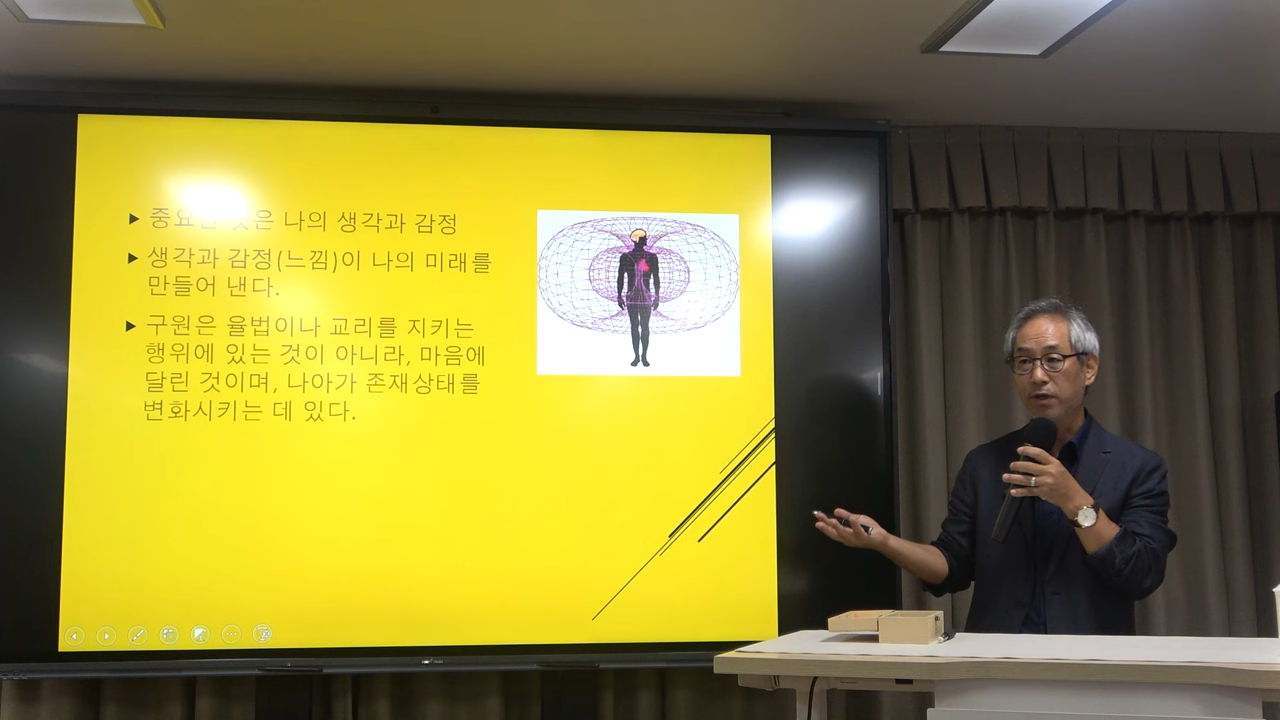 중요한 것은 나의 생각과 감정
생각과 감정(느낌)이 나의 미래를
만들어 낸다.
구원은 율법이나 교리를 지키는
행위에 있는 것이 아니라, 마음에
달린 것이며, 나아가 존재상태를
변화시키는 데 있다.